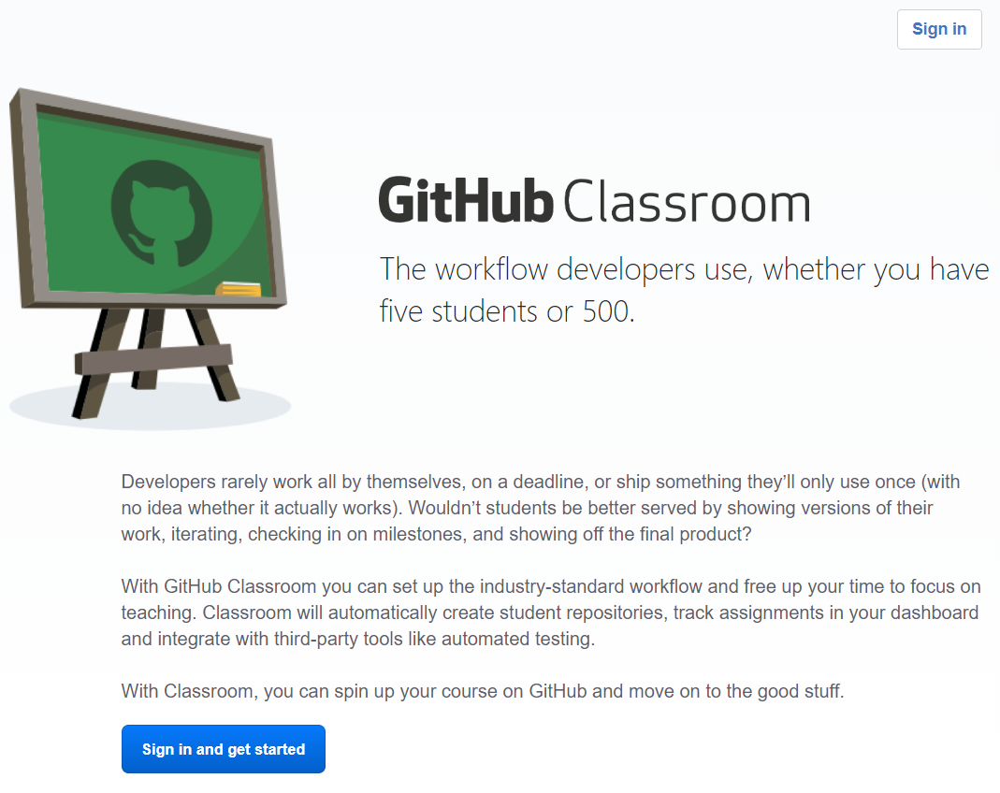 Sign in
GitHub Classroom
The workflow developers use, whether you have
five students or 500.
Developers rarely work all by themselves, on a deadline, or ship something they’ll only use once (with
no idea whether it actually works). Wouldn’t students be better served by showing versions of their
work, iterating, checking in on milestones, and showing off the final product?
With GitHub Classroom you can set up the industry-standard workflow and free up your time to focus on
teaching. Classroom will automatically create student repositories, track assignments in your dashboard
and integrate with third-party tools like automated testing.
With Classroom, you can spin up your course on GitHub and move on to the good stuff.
Sign in and get started